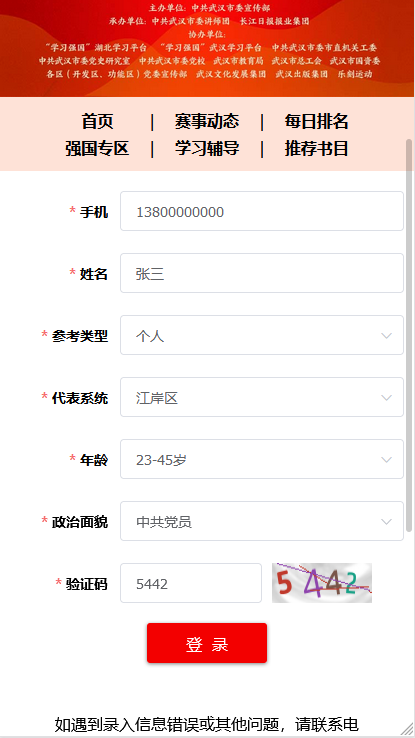 主办单位：中共武汉市委宣传部
承办单位：中共武汉市委讲师团 长江日报报业集团
协办单位：
“学习强国”湖北学习平台 “学习强国”武汉学习平台 中共武汉市委市直机关工委
中共武汉市委党史研究室 中共武汉市委党校 武汉市教育局 武汉市总工会 武汉市国资委
各区（开发区、功能区）党委宣传部 武汉文化发展集团 武汉出版集团 乐刻运动
首页 | 赛事动态 | 每日排名
强国专区 | 学习辅导 | 推荐书目
* 手机 13800000000
* 姓名 张三
* 参考类型 个人
* 代表系统 江岸区
* 年龄 23-45岁
* 政治面貌 中共党员
* 验证码 5442 5442
登 录
如遇到录入信息错误或其他问题，请联系电